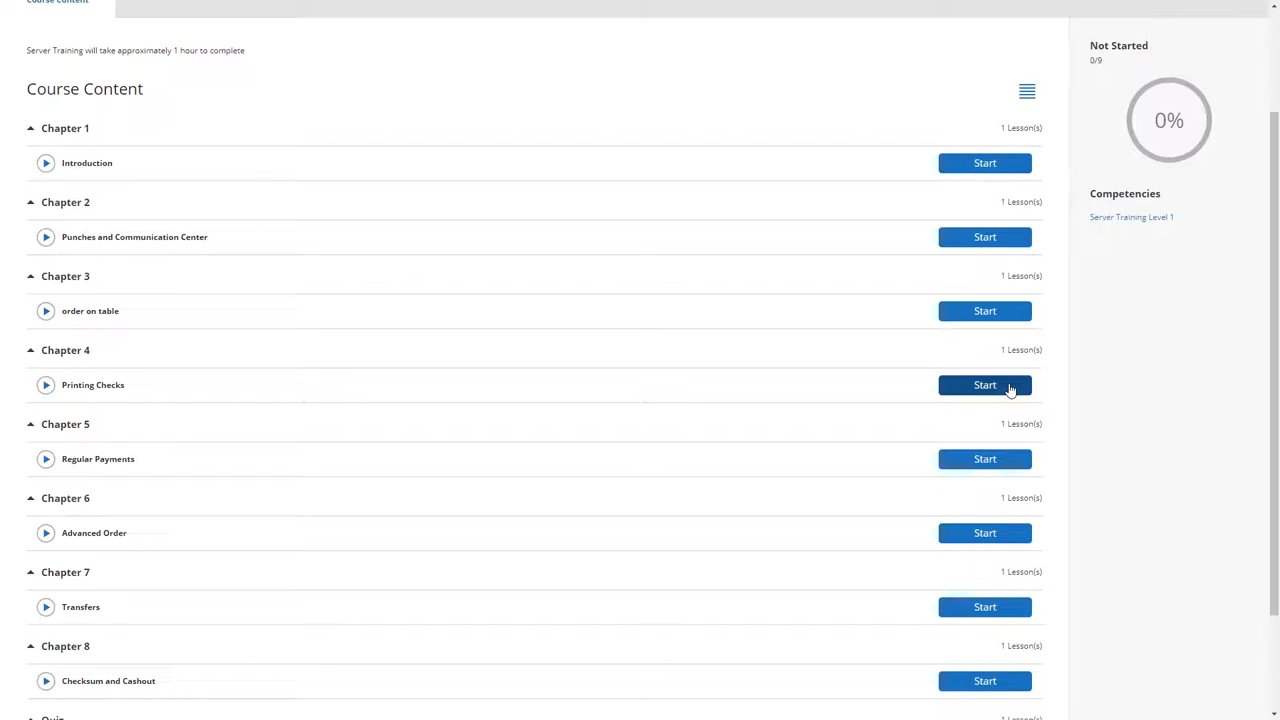 Course Content
Server Training will take approximately 1 hour to complete
Course Content
Chapter 1
1 Lesson(s)
Introduction
Start
Chapter 2
1 Lesson(s)
Punches and Communication Center
Start
Chapter 3
1 Lesson(s)
order on table
Start
Chapter 4
1 Lesson(s)
Printing Checks
Start
Chapter 5
1 Lesson(s)
Regular Payments
Start
Chapter 6
1 Lesson(s)
Advanced Order
Start
Chapter 7
1 Lesson(s)
Transfers
Start
Chapter 8
1 Lesson(s)
Checksum and Cashout
Start
Quiz
1 Lesson(s)
Not Started
0/9
0%
Competencies
Server Training Level 1